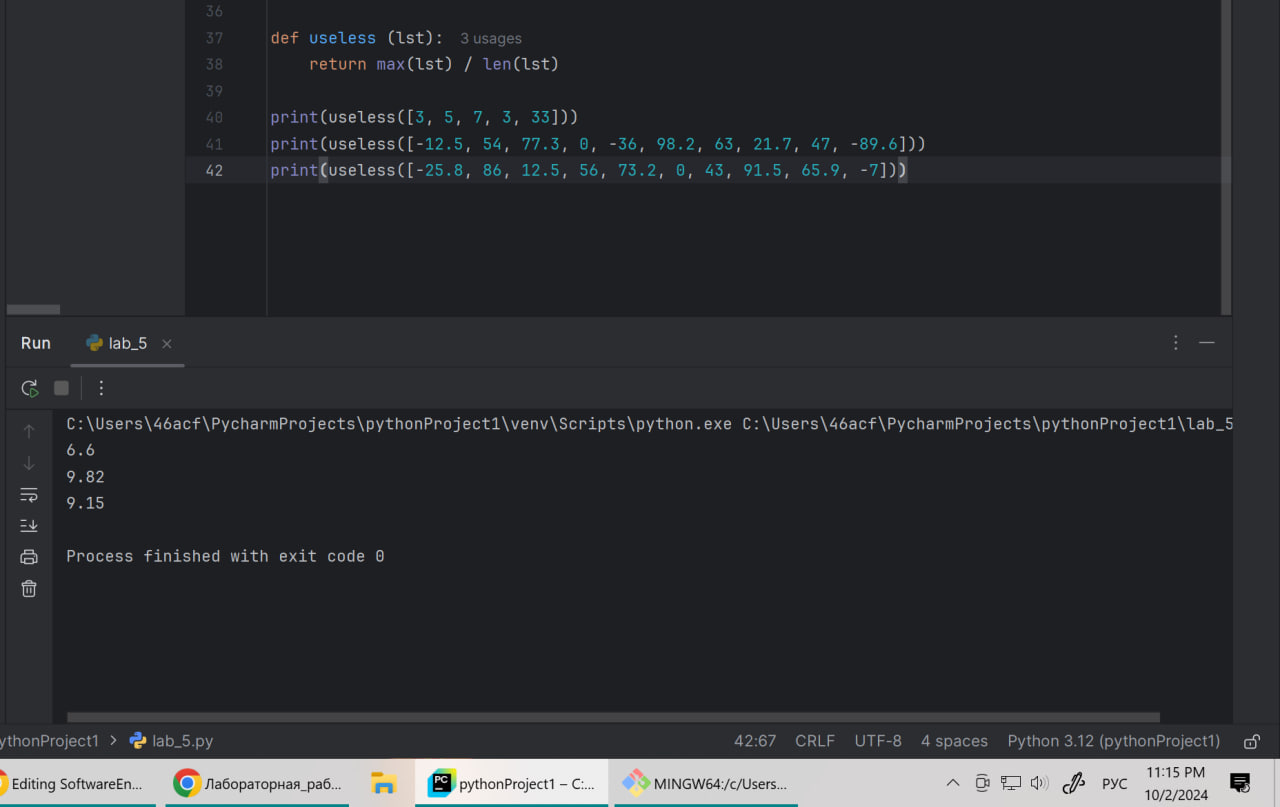 36
37 def useless (lst): 3 usages
38 return max(lst) / len(lst)
39
40 print(useless([3, 5, 7, 3, 33]))
41 print(useless([-12.5, 54, 77.3, 0, -36, 98.2, 63, 21.7, 47, -89.6]))
42 print(useless([-25.8, 86, 12.5, 56, 73.2, 0, 43, 91.5, 65.9, -7]))
Run lab_5
C:\Users\46acf\PycharmProjects\pythonProject1\venv\Scripts\python.exe C:\Users\46acf\PycharmProjects\pythonProject1\lab_5
6.6
9.82
9.15
Process finished with exit code 0
ythonProject1 > lab_5.py 42:67 CRLF UTF-8 4 spaces Python 3.12 (pythonProject1)
Editing SoftwareEn... Лабораторная_раб... PC pythonProject1 – C:... MINGW64:/c/Users... РУС 11:15 PM
10/2/2024